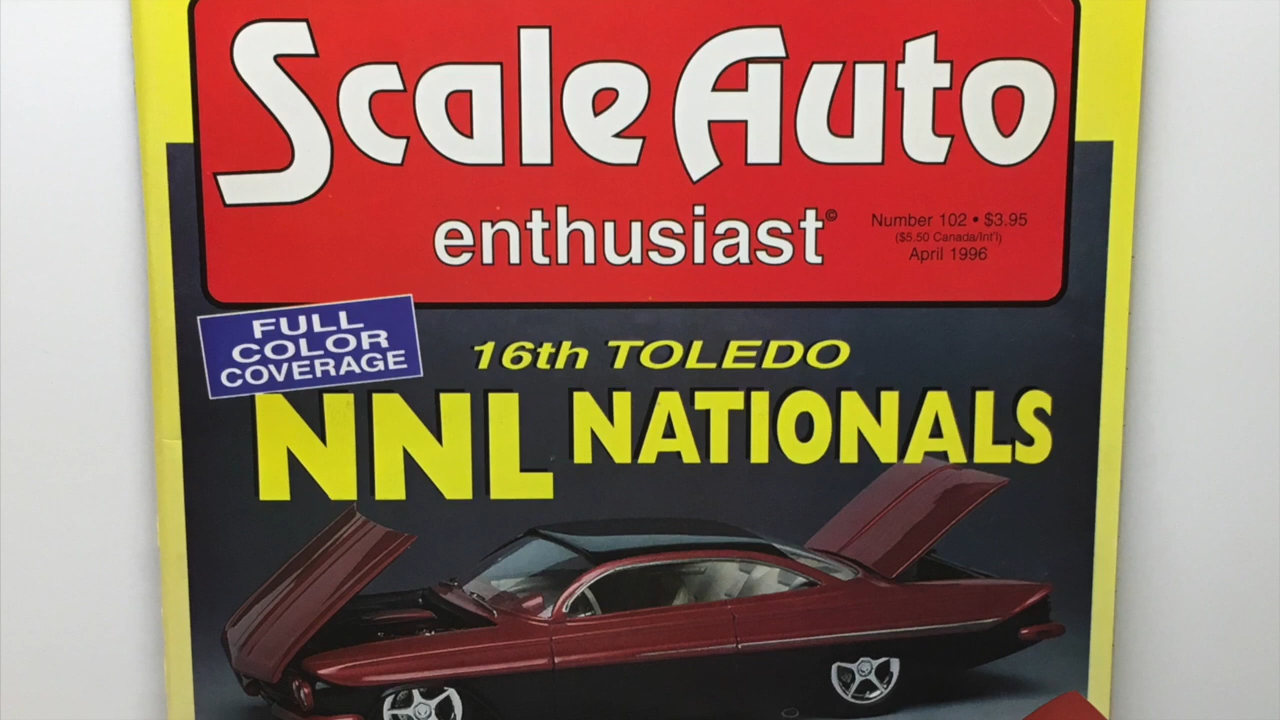 Scale Auto
enthusiast©
Number 102 • $3.95
($5.50 Canada/Int'l)
April 1996
FULL
COLOR
COVERAGE
16th TOLEDO
NNL NATIONALS